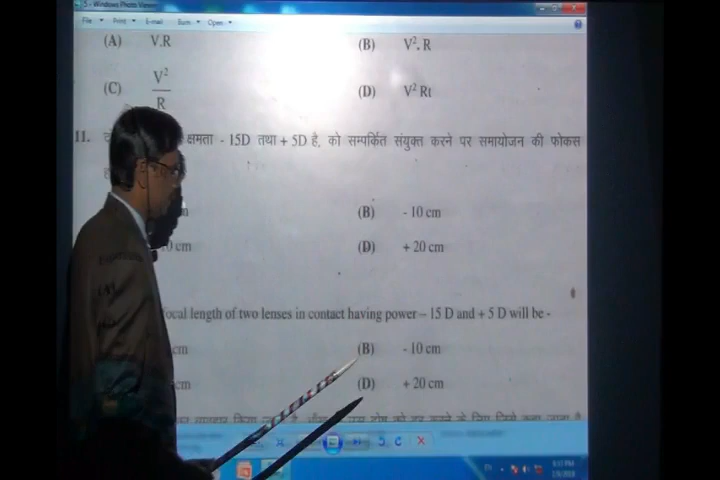 5 - Windows Photo Viewer
File Print E-mail Burn Open
(A) V.R (B) V². R
(C) V²/R (D) V² Rt
11. क्षमता - 15D तथा + 5D है, को सम्पर्कित संयुक्त करने पर समायोजन की फोकस
(B) - 10 cm
cm (D) + 20 cm
focal length of two lenses in contact having power – 15 D and + 5 D will be -
cm (B) - 10 cm
cm (D) + 20 cm